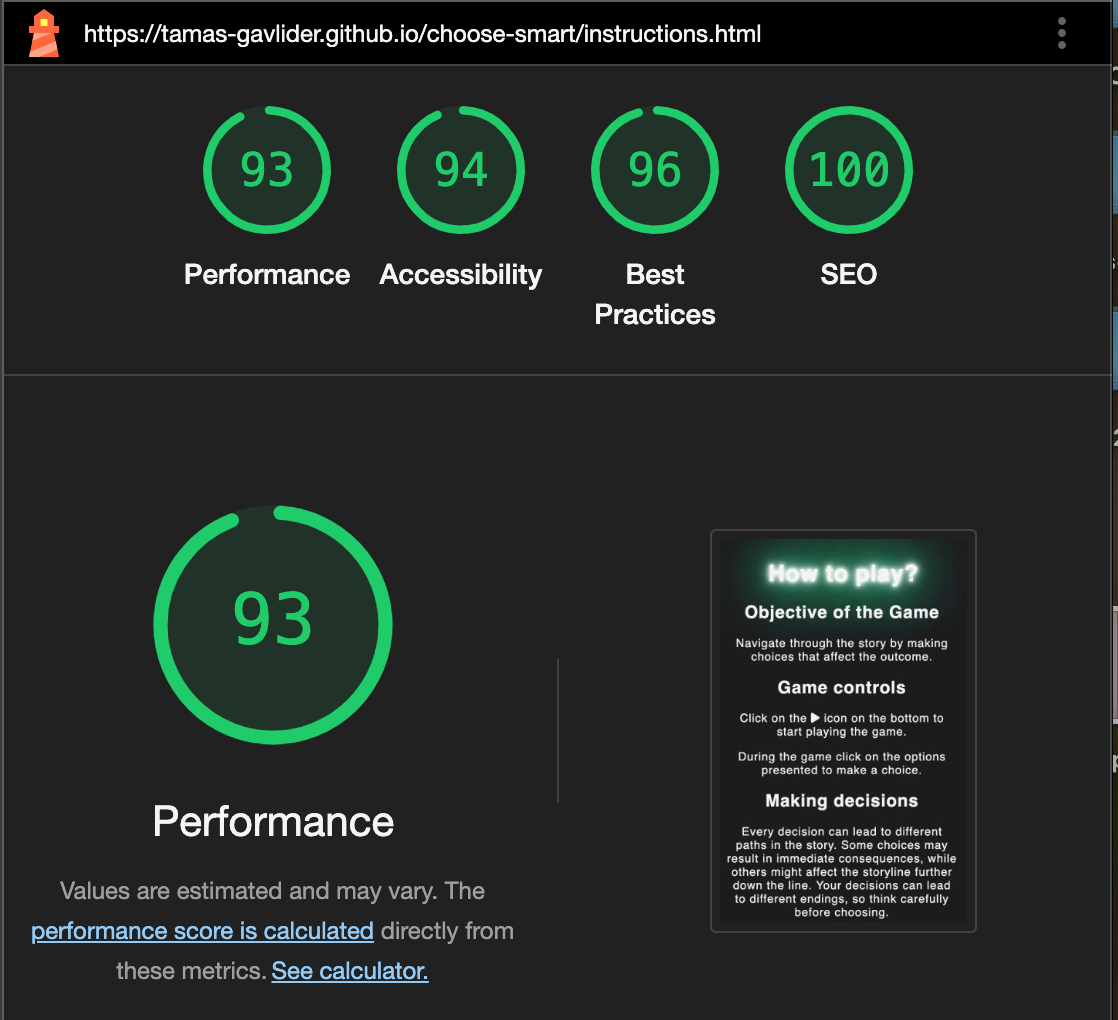 https://tamas-gavlider.github.io/choose-smart/instructions.html
93
94
96
100
Performance
Accessibility
Best
Practices
SEO
93
Performance
Values are estimated and may vary. The
performance score is calculated directly from
these metrics. See calculator.
How to play?
Objective of the Game
Navigate through the story by making
choices that affect the outcome.
Game controls
Click on the ▶ icon on the bottom to
start playing the game.
During the game click on the options
presented to make a choice.
Making decisions
Every decision can lead to different
paths in the story. Some choices may
result in immediate consequences, while
others might affect the storyline further
down the line. Your decisions can lead
to different endings, so think carefully
before choosing.